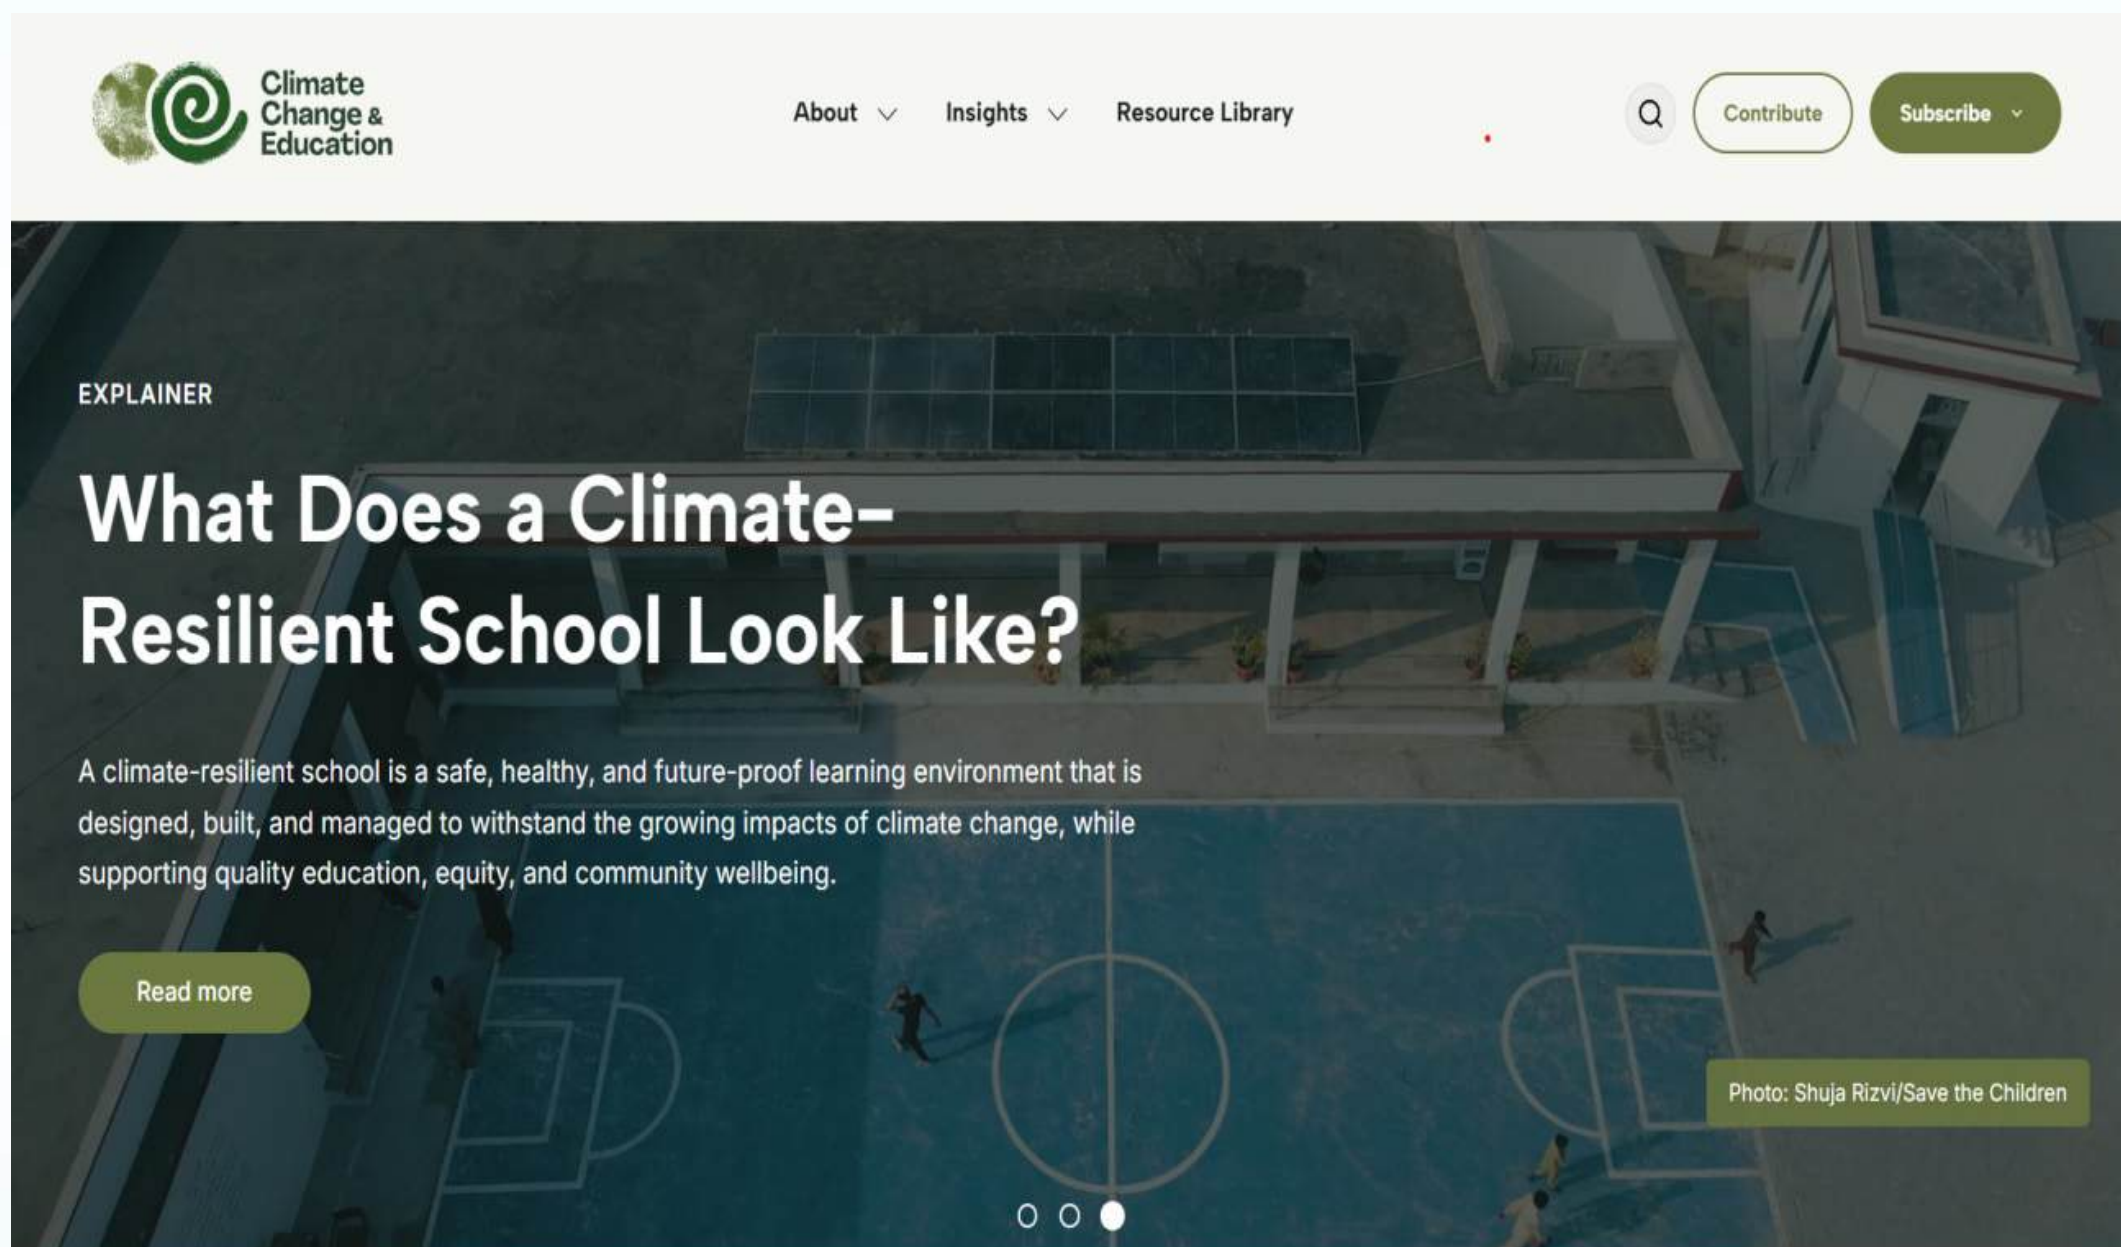 Climate
Change &
Education
About
Insights
Resource Library
Contribute
Subscribe
EXPLAINER
What Does a Climate-
Resilient School Look Like?
A climate-resilient school is a safe, healthy, and future-proof learning environment that is
designed, built, and managed to withstand the growing impacts of climate change, while
supporting quality education, equity, and community wellbeing.
Read more
Photo: Shuja Rizvi/Save the Children